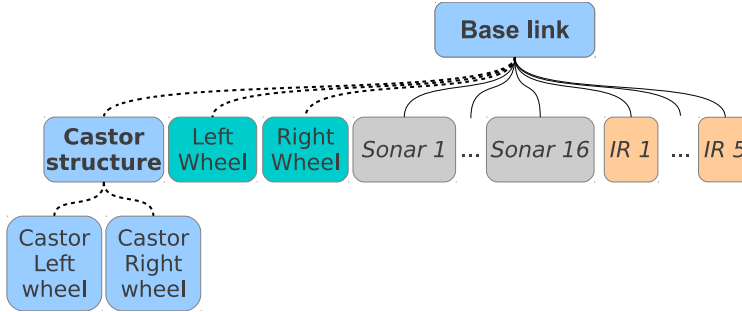 Base link
Castor
structure
Left
Wheel
Right
Wheel
Sonar 1
...
Sonar 16
IR 1
...
IR 5
Castor
Left
wheel
Castor
Right
wheel